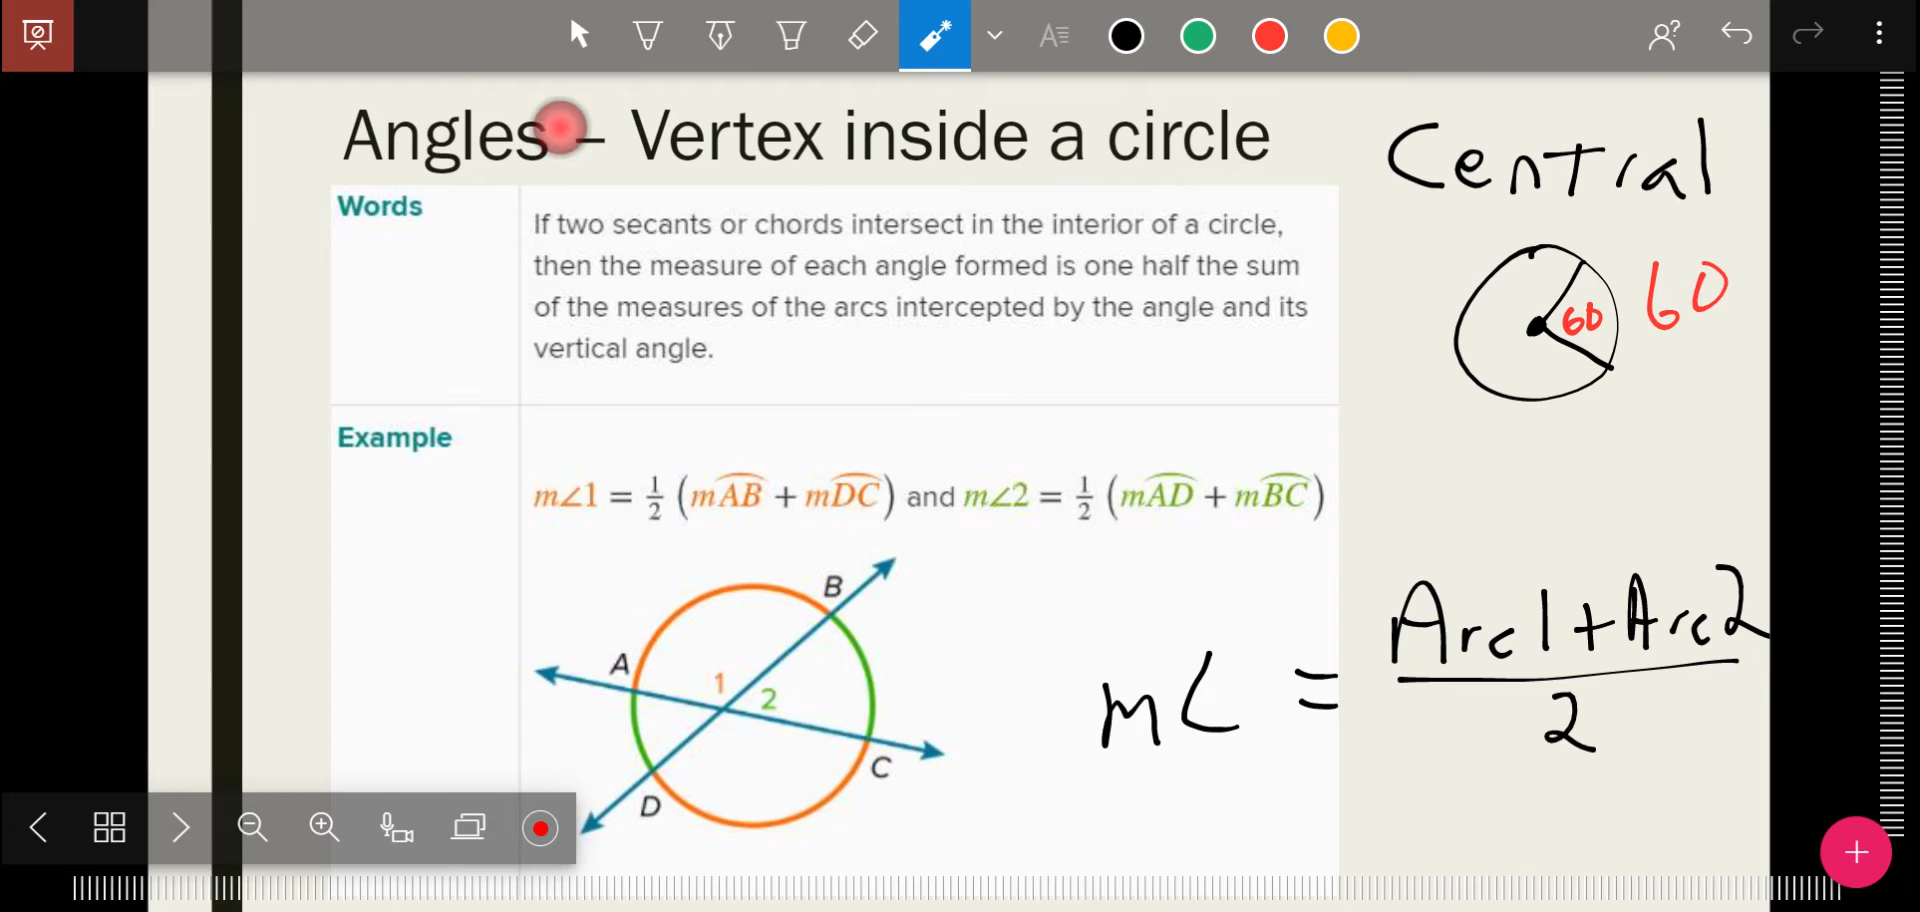 Angles – Vertex inside a circle
Central
Words
If two secants or chords intersect in the interior of a circle,
then the measure of each angle formed is one half the sum
of the measures of the arcs intercepted by the angle and its
vertical angle.
60
60
Example
m∠1 = 1/2 (mAB + mDC) and m∠2 = 1/2 (mAD + mBC)
B
A
1
2
C
D
m∠ = Arc1+Arc2
2